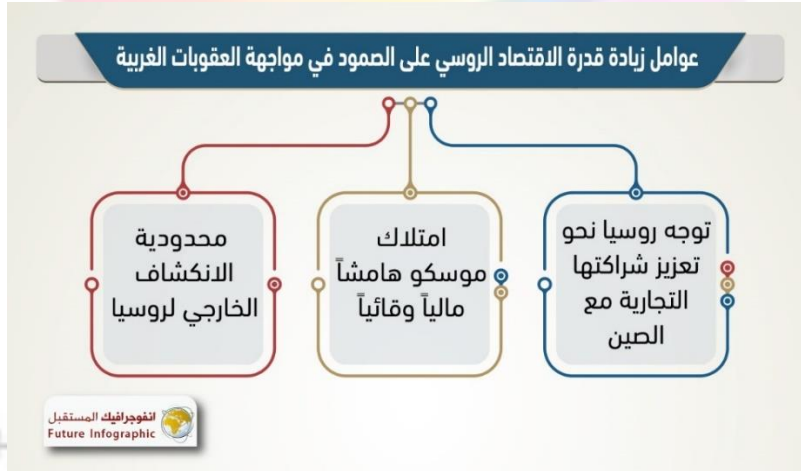 عوامل زيادة قدرة الاقتصاد الروسي على الصمود في مواجهة العقوبات الغربية
توجه روسيا نحو
تعزيز شراكتها
التجارية مع
الصين
امتلاك
موسكو هامشاً
مالياً وقائياً
محدودية
الانكشاف
الخارجي لروسيا
انفوجرافيك المستقبل
Future Infographic